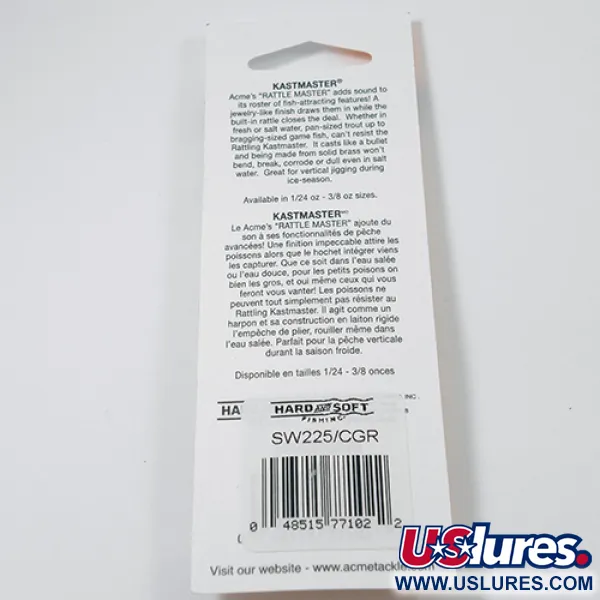 KASTMASTER®
Acme's "RATTLE MASTER" adds sound to
its roster of fish-attracting features! A
jewelry-like finish draws them in while the
built-in rattle closes the deal. Whether in
fresh or salt water, pan-sized trout up to
bragging-sized game fish, can't resist the
Rattling Kastmaster. It casts like a bullet
and being made from solid brass won't
bend, break, corrode or dull even in salt
water. Great for vertical jigging during
ice-season.
Available in 1/24 oz - 3/8 oz sizes.
KASTMASTER™
Le Acme's "RATTLE MASTER" ajoute du
son à ses fonctionnalités de pêche
avancées! Une finition impeccable attire les
poissons alors que le hochet intégrer viens
les capturer. Que ce soit dans l'eau salée
ou l'eau douce, pour les petits poisons on
bien les gros, et oui même ceux qui vous
feront vous vanter! Les poissons ne
peuvent tout simplement pas résister au
Rattling Kastmaster. Il agit comme un
harpon et sa construction en laiton rigide
l'empêche de plier, rouiller même dans
l'eau salée. Parfait pour la pêche verticale
durant la saison froide.
Disponible en tailles 1/24 - 3/8 onces
INC.
HA
HARD AND SOFT
FISHING
SW225/CGR
0 48515 77102 2
Visit our website - www.acmetackle.com
USlures.
WWW.USLURES.COM